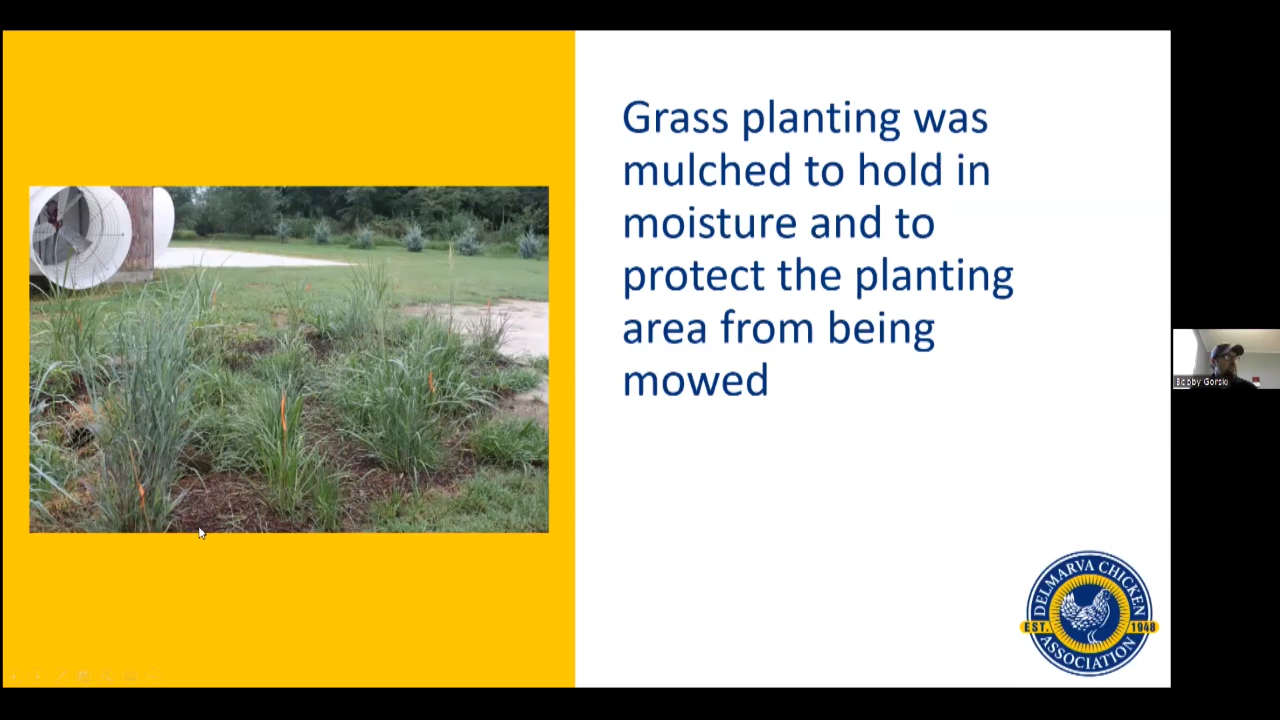 Grass planting was
mulched to hold in
moisture and to
protect the planting
area from being
mowed
Bobby Gorski
DELMARVA CHICKEN
EST. 1948
ASSOCIATION